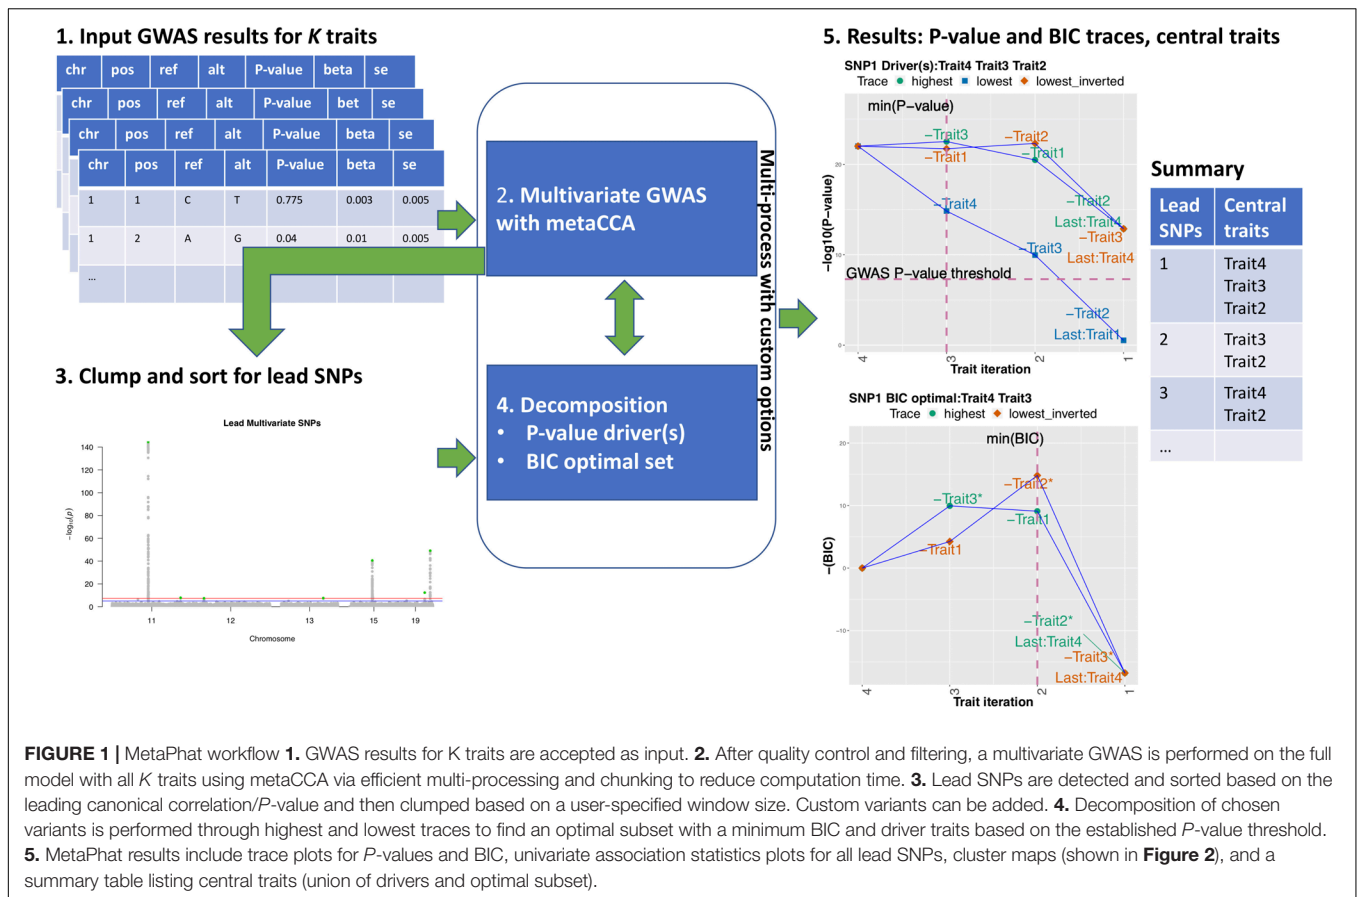 1. Input GWAS results for K traits
chr pos ref alt P-value beta se
chr pos ref alt P-value bet se
chr pos ref alt P-value beta se
chr pos ref alt P-value beta se
1 1 C T 0.775 0.003 0.005
1 2 A G 0.04 0.01 0.005
...
2. Multivariate GWAS
with metaCCA
Multi-process with custom options
3. Clump and sort for lead SNPs
Lead Multivariate SNPs
−log10(p)
140
120
100
80
60
40
20
0
11 12 13 15 19
Chromosome
4. Decomposition
• P-value driver(s)
• BIC optimal set
5. Results: P-value and BIC traces, central traits
SNP1 Driver(s):Trait4 Trait3 Trait2
Trace highest lowest lowest_inverted
min(P−value)
−Trait3
−Trait2
−Trait1
−Trait1
−Trait4
−Trait2
Last:Trait4
−Trait3
−Trait3
Last:Trait4
GWAS P-value threshold
−Trait2
Last:Trait1
−log10(P−value)
20
10
0
4 3 2 1
Trait iteration
SNP1 BIC optimal:Trait4 Trait3
Trace highest lowest_inverted
min(BIC)
−Trait2*
−Trait3*
−Trait1
−Trait1
−Trait2*
Last:Trait4
−Trait3*
Last:Trait4
−(BIC)
20
10
0
−10
4 3 2 1
Trait iteration
Summary
Lead SNPs Central traits
1 Trait4
Trait3
Trait2
2 Trait3
Trait2
3 Trait4
Trait2
...
FIGURE 1 | MetaPhat workflow 1. GWAS results for K traits are accepted as input. 2. After quality control and filtering, a multivariate GWAS is performed on the full
model with all K traits using metaCCA via efficient multi-processing and chunking to reduce computation time. 3. Lead SNPs are detected and sorted based on the
leading canonical correlation/P-value and then clumped based on a user-specified window size. Custom variants can be added. 4. Decomposition of chosen
variants is performed through highest and lowest traces to find an optimal subset with a minimum BIC and driver traits based on the established P-value threshold.
5. MetaPhat results include trace plots for P-values and BIC, univariate association statistics plots for all lead SNPs, cluster maps (shown in Figure 2), and a
summary table listing central traits (union of drivers and optimal subset).